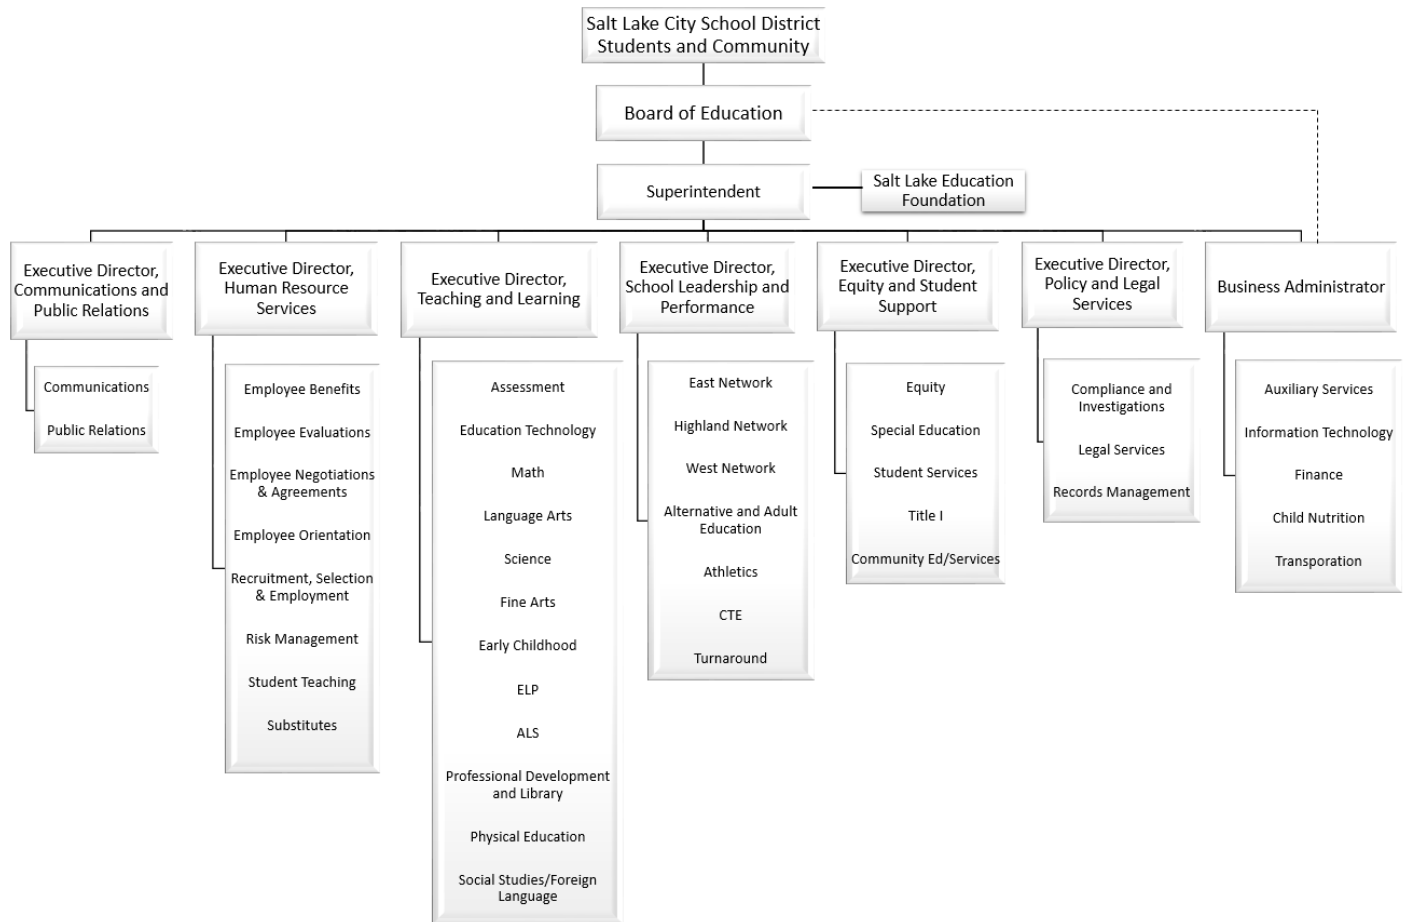 Salt Lake City School District
Students and Community
Board of Education
Superintendent
Salt Lake Education
Foundation
Executive Director,
Communications and
Public Relations
Communications
Public Relations
Executive Director,
Human Resource
Services
Employee Benefits
Employee Evaluations
Employee Negotiations
& Agreements
Employee Orientation
Recruitment, Selection
& Employment
Risk Management
Student Teaching
Substitutes
Executive Director,
Teaching and Learning
Assessment
Education Technology
Math
Language Arts
Science
Fine Arts
Early Childhood
ELP
ALS
Professional Development
and Library
Physical Education
Social Studies/Foreign
Language
Executive Director,
School Leadership and
Performance
East Network
Highland Network
West Network
Alternative and Adult
Education
Athletics
CTE
Turnaround
Executive Director,
Equity and Student
Support
Equity
Special Education
Student Services
Title I
Community Ed/Services
Executive Director,
Policy and Legal
Services
Compliance and
Investigations
Legal Services
Records Management
Business Administrator
Auxiliary Services
Information Technology
Finance
Child Nutrition
Transporation